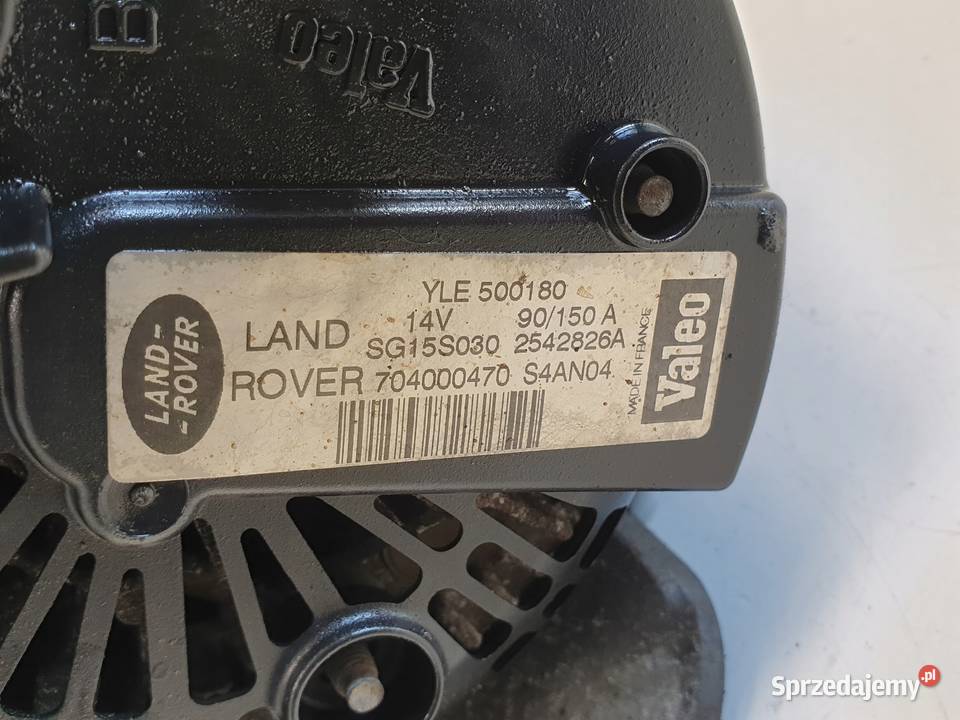 B
Valeo
LAND
ROVER
LAND
ROVER
YLE 500180
14V 90/150 A
SG15S030 2542826A
704000470 S4AN04
MADE IN FRANCE
Valeo
Sprzedajemy.pl